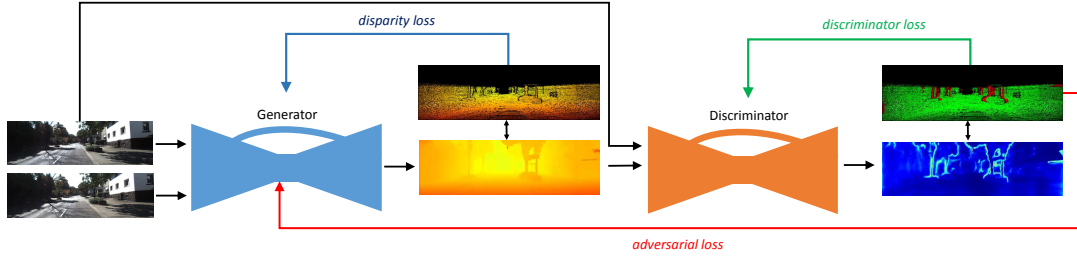 disparity loss
discriminator loss
Generator
Discriminator
adversarial loss